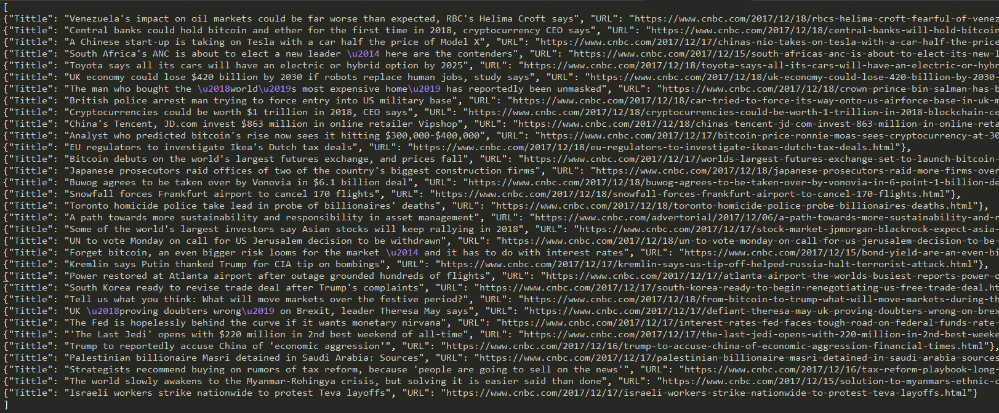 [
{"Tittle": "Venezuela's impact on oil markets could be far worse than expected, RBC's Helima Croft says", "URL": "https://www.cnbc.com/2017/12/18/rbcs-helima-croft-fearful-of-venez
{"Tittle": "Central banks could hold bitcoin and ether for the first time in 2018, cryptocurrency CEO says", "URL": "https://www.cnbc.com/2017/12/18/central-banks-will-hold-bitcoin
{"Tittle": "A Chinese start-up is taking on Tesla with a car half the price of Model X", "URL": "https://www.cnbc.com/2017/12/17/chinas-nio-takes-on-tesla-with-a-car-half-the-price
{"Tittle": "South Africa's ANC is about to elect a new leader \u2014 here are the contenders", "URL": "https://www.cnbc.com/2017/12/15/south-africas-anc-is-about-to-elect-its-new-l
{"Tittle": "Toyota says all its cars will have an electric or hybrid option by 2025", "URL": "https://www.cnbc.com/2017/12/18/toyota-says-all-its-cars-will-have-an-electric-or-hybr
{"Tittle": "UK economy could lose $420 billion by 2030 if robots replace human jobs, study says", "URL": "https://www.cnbc.com/2017/12/18/uk-economy-could-lose-420-billion-by-2030-
{"Tittle": "The man who bought the \u2018world\u2019s most expensive home\u2019 has reportedly been unmasked", "URL": "https://www.cnbc.com/2017/12/18/crown-prince-bin-salman-has-b
{"Tittle": "British police arrest man trying to force entry into US military base", "URL": "https://www.cnbc.com/2017/12/18/car-tried-to-force-its-way-onto-us-airforce-base-in-uk-m
{"Tittle": "Cryptocurrencies could be worth $1 trillion in 2018, CEO says", "URL": "https://www.cnbc.com/2017/12/18/cryptocurrencies-could-be-worth-1-trillion-in-2018-blockchain-ce
{"Tittle": "China's Tencent, JD.com invest $863 million in online retailer Vipshop", "URL": "https://www.cnbc.com/2017/12/18/chinas-tencent-jd-com-invest-863-million-in-online-reta
{"Tittle": "Analyst who predicted bitcoin's rise now sees it hitting $300,000-$400,000", "URL": "https://www.cnbc.com/2017/12/17/bitcoin-price-ronnie-moas-sees-cryptocurrency-at-30
{"Tittle": "EU regulators to investigate Ikea's Dutch tax deals", "URL": "https://www.cnbc.com/2017/12/18/eu-regulators-to-investigate-ikeas-dutch-tax-deals.html"},
{"Tittle": "Bitcoin debuts on the world's largest futures exchange, and prices fall", "URL": "https://www.cnbc.com/2017/12/17/worlds-largest-futures-exchange-set-to-launch-bitcoin-
{"Tittle": "Japanese prosecutors raid offices of two of the country's biggest construction firms", "URL": "https://www.cnbc.com/2017/12/18/japanese-prosecutors-raid-more-firms-over
{"Tittle": "Buwog agrees to be taken over by Vonovia in $6.1 billion deal", "URL": "https://www.cnbc.com/2017/12/18/buwog-agrees-to-be-taken-over-by-vonovia-in-6-point-1-billion-de
{"Tittle": "Snowfall forces Frankfurt airport to cancel 170 flights", "URL": "https://www.cnbc.com/2017/12/18/snowfall-forces-frankfurt-airport-to-cancel-170-flights.html"},
{"Tittle": "Toronto homicide police take lead in probe of billionaires' deaths", "URL": "https://www.cnbc.com/2017/12/18/toronto-homicide-police-probe-billionaires-deaths.html"},
{"Tittle": "A path towards more sustainability and responsibility in asset management", "URL": "https://www.cnbc.com/advertorial/2017/12/06/a-path-towards-more-sustainability-and-r
{"Tittle": "Some of the world's largest investors say Asian stocks will keep rallying in 2018", "URL": "https://www.cnbc.com/2017/12/17/stock-market-jpmorgan-blackrock-expect-asia-
{"Tittle": "UN to vote Monday on call for US Jerusalem decision to be withdrawn", "URL": "https://www.cnbc.com/2017/12/18/un-to-vote-monday-on-call-for-us-jerusalem-decision-to-be-
{"Tittle": "Forget bitcoin, an even bigger risk looms for the market \u2014 and it has to do with interest rates", "URL": "https://www.cnbc.com/2017/12/15/bond-yield-are-an-even-bi
{"Tittle": "Kremlin says Putin thanked Trump for CIA tip on bombings", "URL": "https://www.cnbc.com/2017/12/17/kremlin-says-us-tip-off-helped-russia-halt-terrorist-attack.html"},
{"Tittle": "Power restored at Atlanta airport after outage grounded hundreds of flights", "URL": "https://www.cnbc.com/2017/12/17/atlanta-airport-the-worlds-busiest-reports-power-o
{"Tittle": "South Korea ready to revise trade deal after Trump's complaints", "URL": "https://www.cnbc.com/2017/12/17/south-korea-ready-to-begin-renegotiating-us-free-trade-deal.ht
{"Tittle": "Tell us what you think: What will move markets over the festive period?", "URL": "https://www.cnbc.com/2017/12/18/from-bitcoin-to-trump-what-will-move-markets-during-th
{"Tittle": "UK \u2018proving doubters wrong\u2019 on Brexit, leader Theresa May says", "URL": "https://www.cnbc.com/2017/12/17/defiant-theresa-may-uk-proving-doubters-wrong-on-brex
{"Tittle": "The Fed is hopelessly behind the curve if it wants monetary nirvana", "URL": "https://www.cnbc.com/2017/12/17/interest-rates-fed-faces-tough-road-on-federal-funds-rate-
{"Tittle": "'The Last Jedi' opens with $220 million in 2nd best weekend of all-time", "URL": "https://www.cnbc.com/2017/12/17/the-last-jedi-opens-with-220-million-in-2nd-best-weeke
{"Tittle": "Trump to reportedly accuse China of 'economic aggression'", "URL": "https://www.cnbc.com/2017/12/16/trump-to-accuse-china-of-economic-aggression-financial-times.html"},
{"Tittle": "Palestinian billionaire Masri detained in Saudi Arabia: Sources", "URL": "https://www.cnbc.com/2017/12/17/palestinian-billionaire-masri-detained-in-saudi-arabia-sources
{"Tittle": "Strategists recommend buying on rumors of tax reform, because 'people are going to sell on the news'", "URL": "https://www.cnbc.com/2017/12/16/tax-reform-playbook-long-
{"Tittle": "The world slowly awakens to the Myanmar-Rohingya crisis, but solving it is easier said than done", "URL": "https://www.cnbc.com/2017/12/15/solution-to-myanmars-ethnic-c
{"Tittle": "Israeli workers strike nationwide to protest Teva layoffs", "URL": "https://www.cnbc.com/2017/12/17/israeli-workers-strike-nationwide-to-protest-teva-layoffs.html"}
]